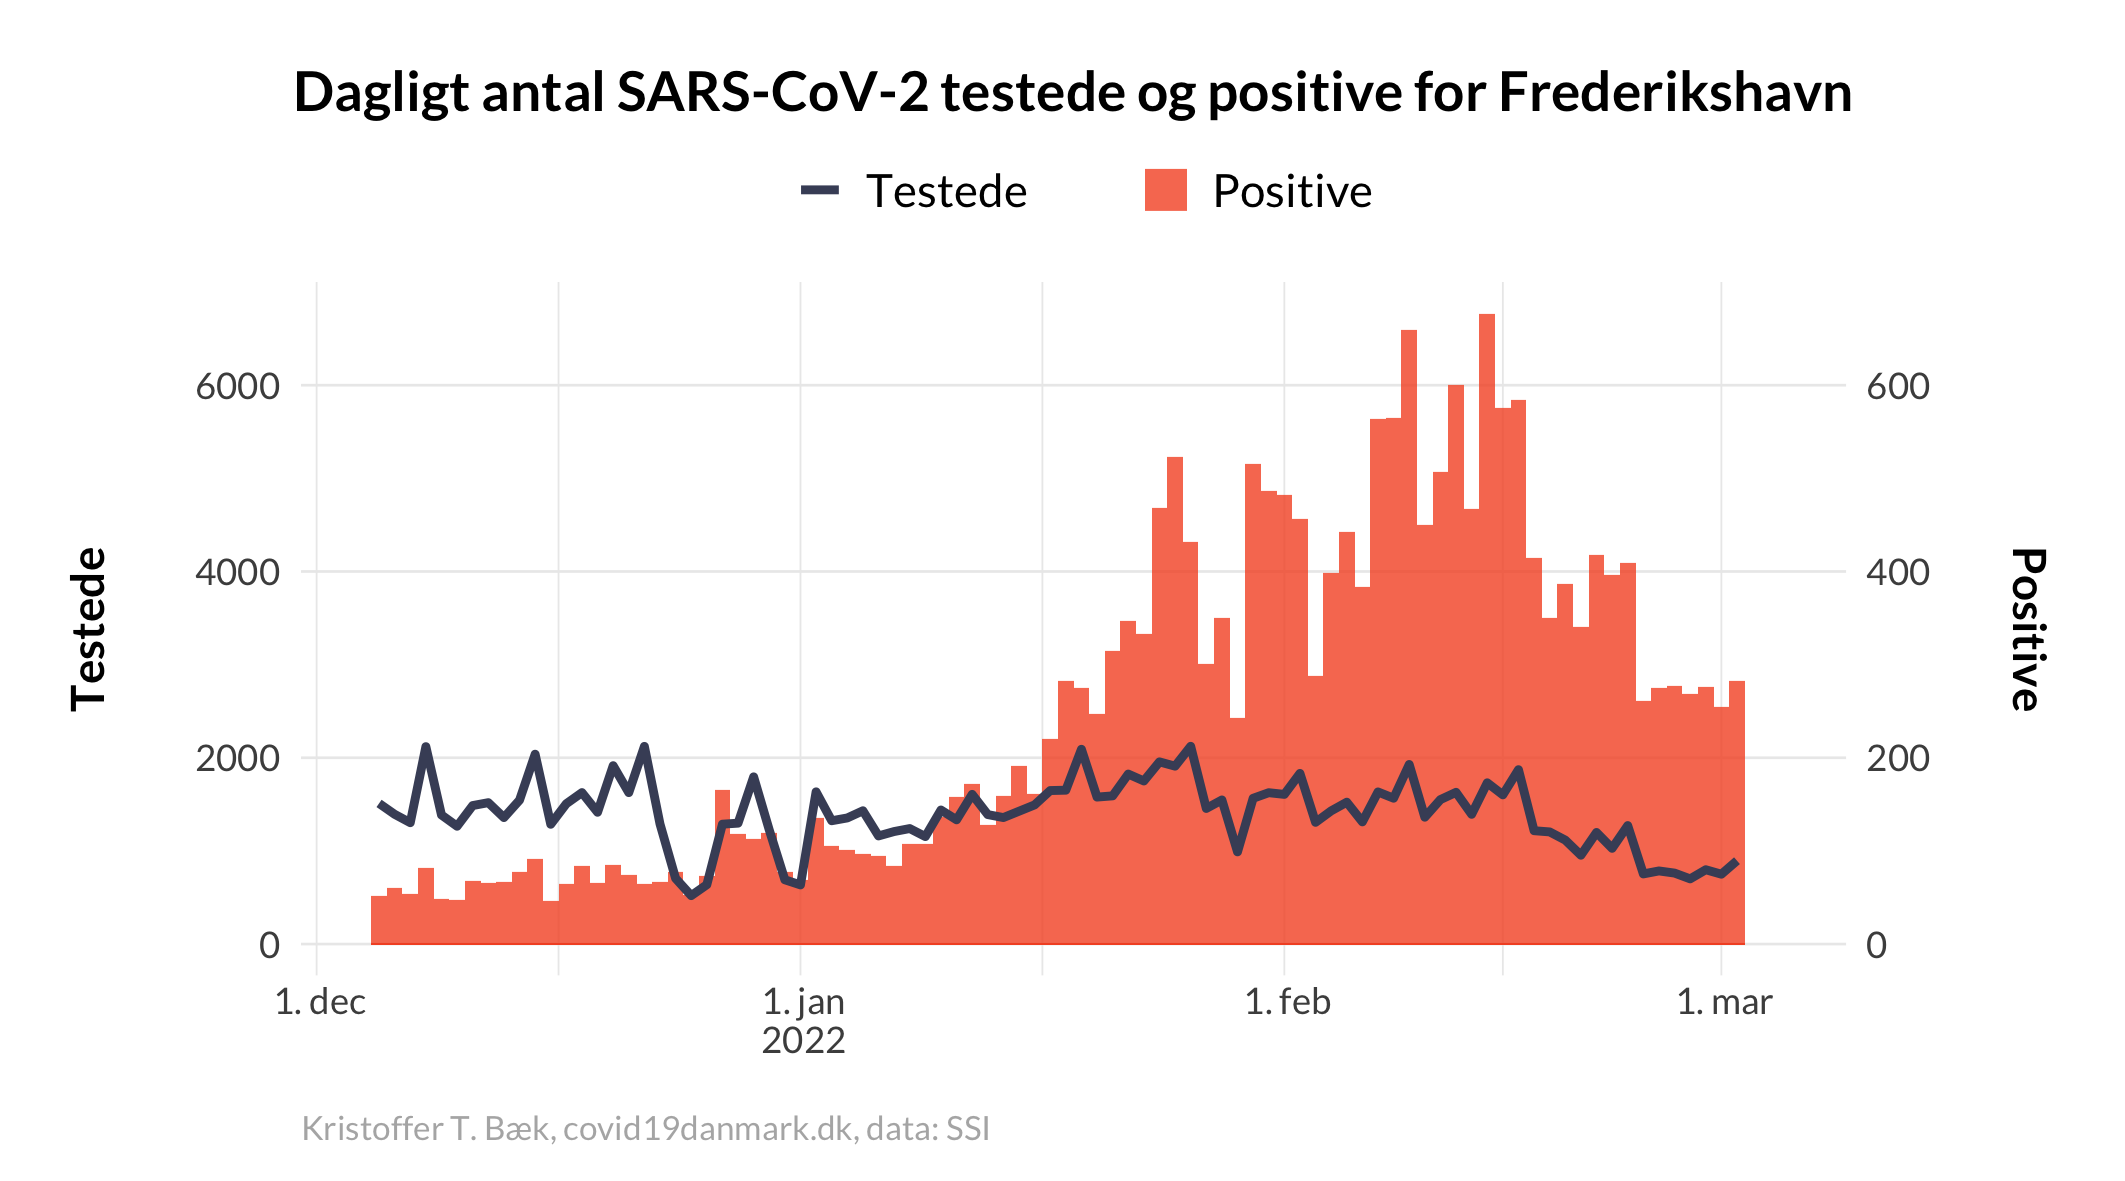 Dagligt antal SARS-CoV-2 testede og positive for Frederikshavn
Testede
Positive
6000
4000
2000
0
Testede
600
400
200
0
Positive
1. dec
1. jan
2022
1. feb
1. mar
Kristoffer T. Bæk, covid19danmark.dk, data: SSI